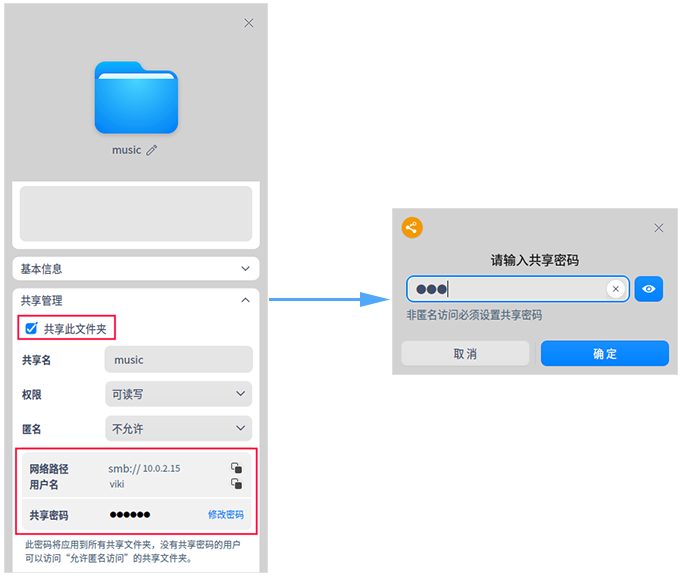 music
基本信息
共享管理
共享此文件夹
共享名 music
权限 可读写
匿名 不允许
网络路径 smb:// 10.0.2.15
用户名 viki
共享密码 ●●●●●● 修改密码
此密码将应用到所有共享文件夹，没有共享密码的用户
可以访问“允许匿名访问”的共享文件夹。
请输入共享密码
●●●
非匿名访问必须设置共享密码
取消 确定